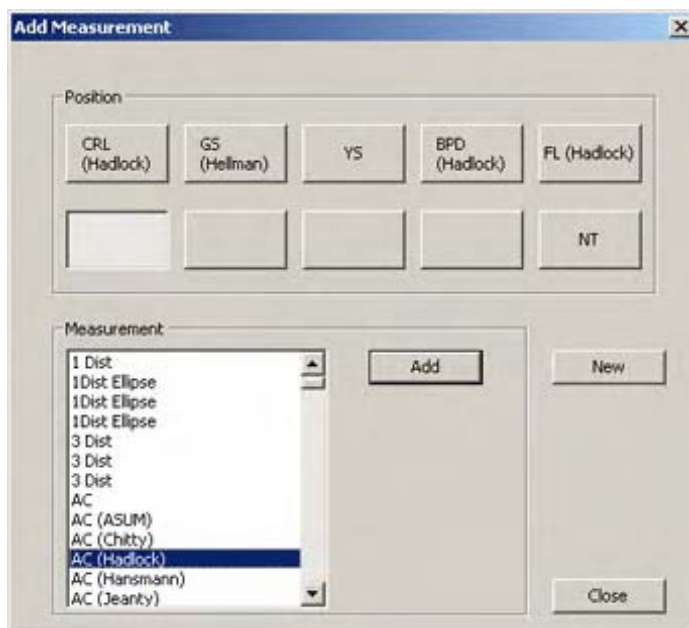 Add Measurement
Position
CRL
(Hadlock)
GS
(Hellman)
YS
BPD
(Hadlock)
FL (Hadlock)
NT
Measurement
1 Dist
1Dist Ellipse
1Dist Ellipse
1Dist Ellipse
3 Dist
3 Dist
3 Dist
AC
AC (ASUM)
AC (Chitty)
AC (Hadlock)
AC (Hansmann)
AC (Jeanty)
Add
New
Close